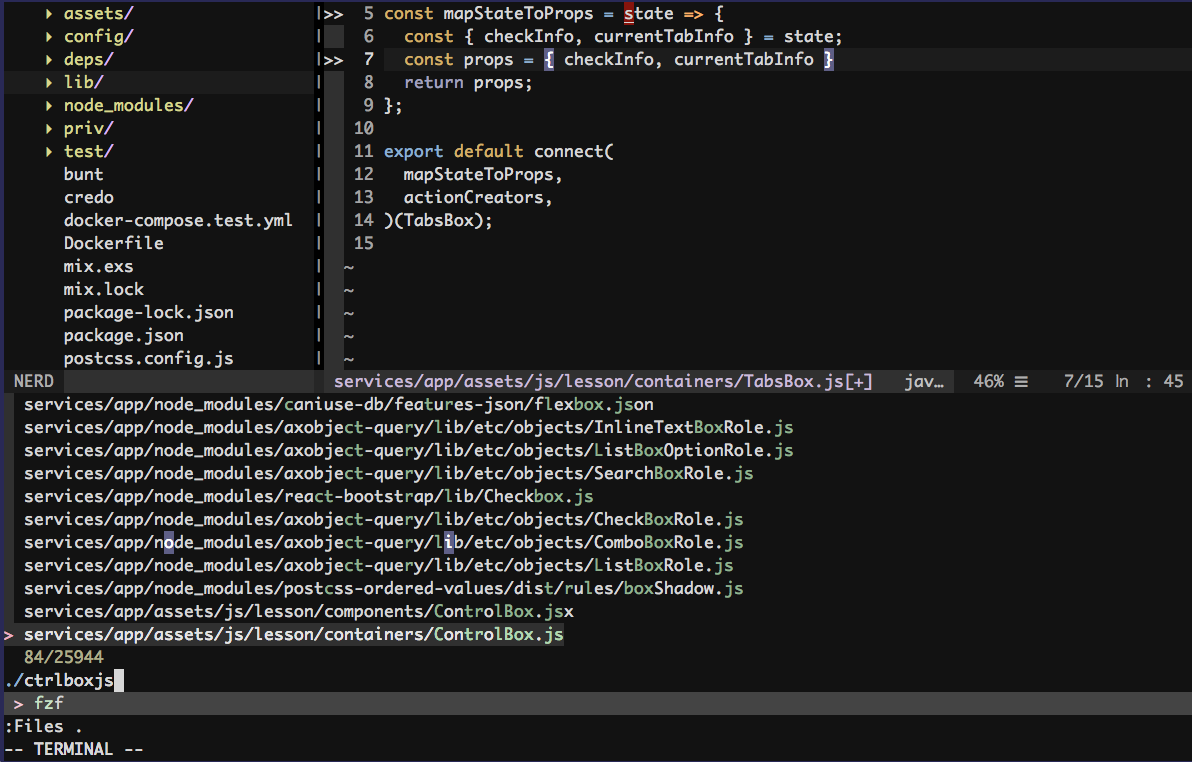 ▸ assets/
▸ config/
▸ deps/
▸ lib/
▸ node_modules/
▸ priv/
▸ test/
bunt
credo
docker-compose.test.yml
Dockerfile
mix.exs
mix.lock
package-lock.json
package.json
postcss.config.js
>> 5 const mapStateToProps = state => {
6 const { checkInfo, currentTabInfo } = state;
>> 7 const props = { checkInfo, currentTabInfo }
8 return props;
9 };
10
11 export default connect(
12 mapStateToProps,
13 actionCreators,
14 )(TabsBox);
15
~
~
~
~
~
NERD services/app/assets/js/lesson/containers/TabsBox.js[+] jav… 46% ☰ 7/15 ln : 45
services/app/node_modules/caniuse-db/features-json/flexbox.json
services/app/node_modules/axobject-query/lib/etc/objects/InlineTextBoxRole.js
services/app/node_modules/axobject-query/lib/etc/objects/ListBoxOptionRole.js
services/app/node_modules/axobject-query/lib/etc/objects/SearchBoxRole.js
services/app/node_modules/react-bootstrap/lib/Checkbox.js
services/app/node_modules/axobject-query/lib/etc/objects/CheckBoxRole.js
services/app/node_modules/axobject-query/lib/etc/objects/ComboBoxRole.js
services/app/node_modules/axobject-query/lib/etc/objects/ListBoxRole.js
services/app/node_modules/postcss-ordered-values/dist/rules/boxShadow.js
services/app/assets/js/lesson/components/ControlBox.jsx
> services/app/assets/js/lesson/containers/ControlBox.js
84/25944
./ctrlboxjs
> fzf
:Files .
-- TERMINAL --